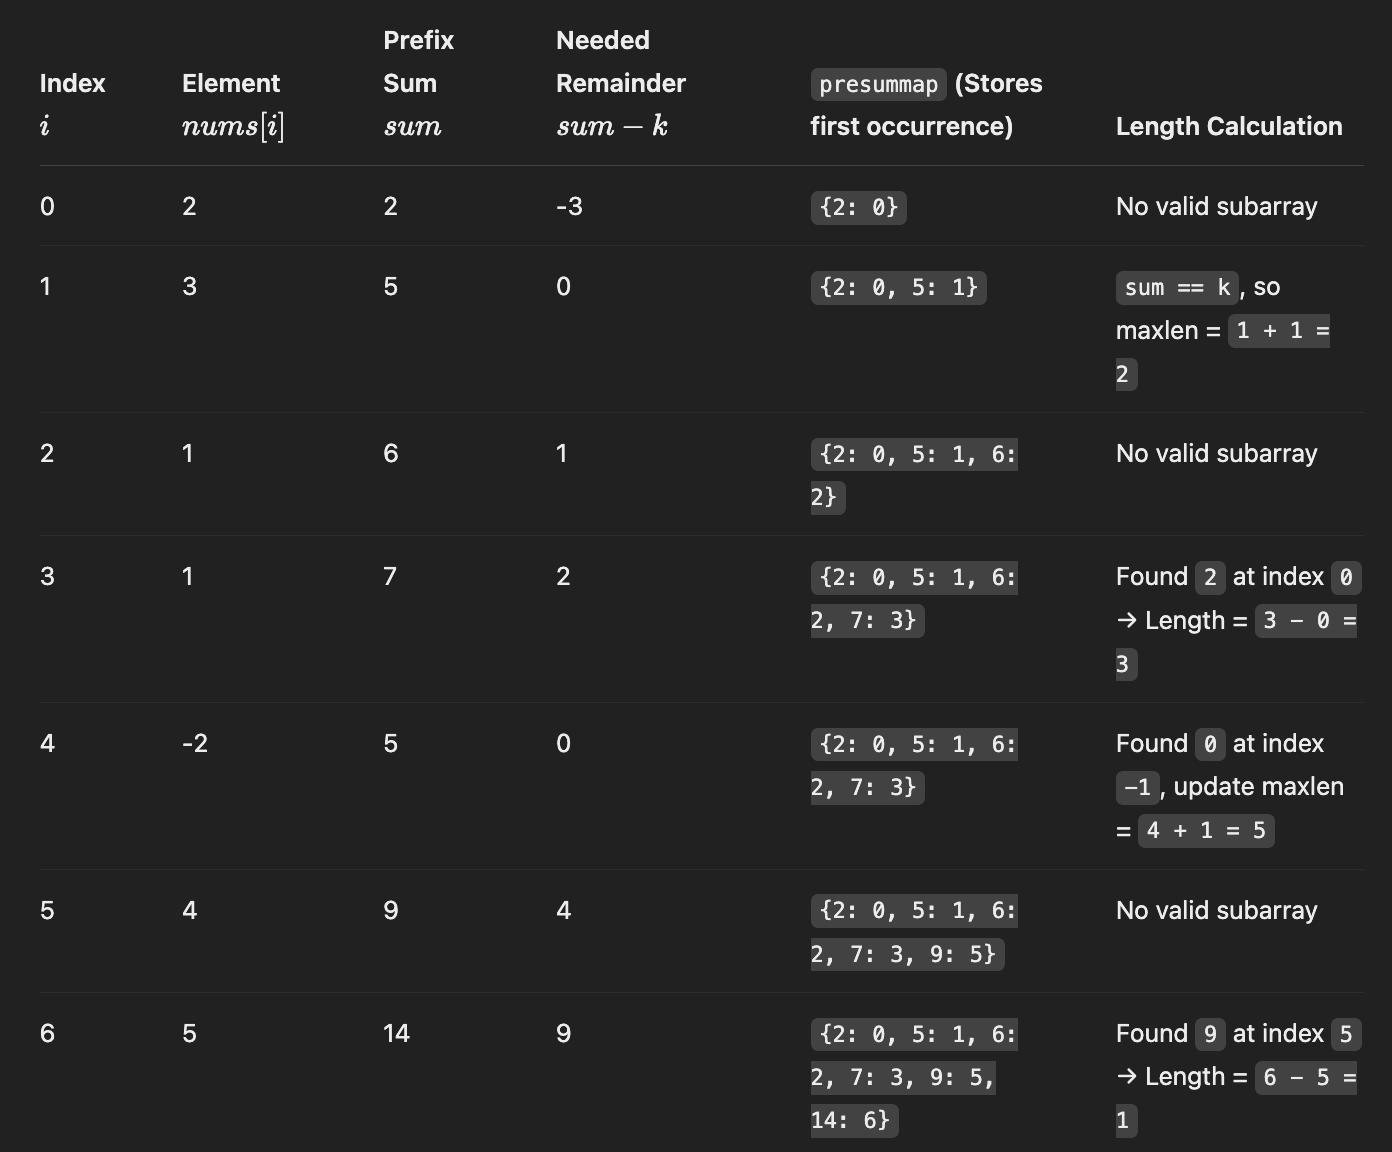 Index i
Element nums[i]
Prefix Sum sum
Needed Remainder sum − k
presummap (Stores first occurrence)
Length Calculation
0
2
2
-3
{2: 0}
No valid subarray
1
3
5
0
{2: 0, 5: 1}
sum == k, so
maxlen = 1 + 1 =
2
2
1
6
1
{2: 0, 5: 1, 6:
2}
No valid subarray
3
1
7
2
{2: 0, 5: 1, 6:
2, 7: 3}
Found 2 at index 0
→ Length = 3 − 0 =
3
4
-2
5
0
{2: 0, 5: 1, 6:
2, 7: 3}
Found 0 at index
−1, update maxlen
= 4 + 1 = 5
5
4
9
4
{2: 0, 5: 1, 6:
2, 7: 3, 9: 5}
No valid subarray
6
5
14
9
{2: 0, 5: 1, 6:
2, 7: 3, 9: 5,
14: 6}
Found 9 at index 5
→ Length = 6 − 5 =
1